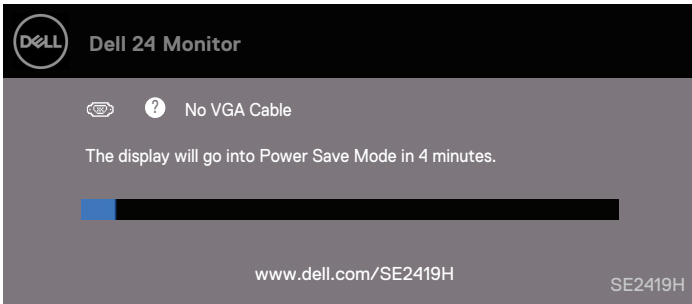 DELL
Dell 24 Monitor
? No VGA Cable
The display will go into Power Save Mode in 4 minutes.
www.dell.com/SE2419H
SE2419H